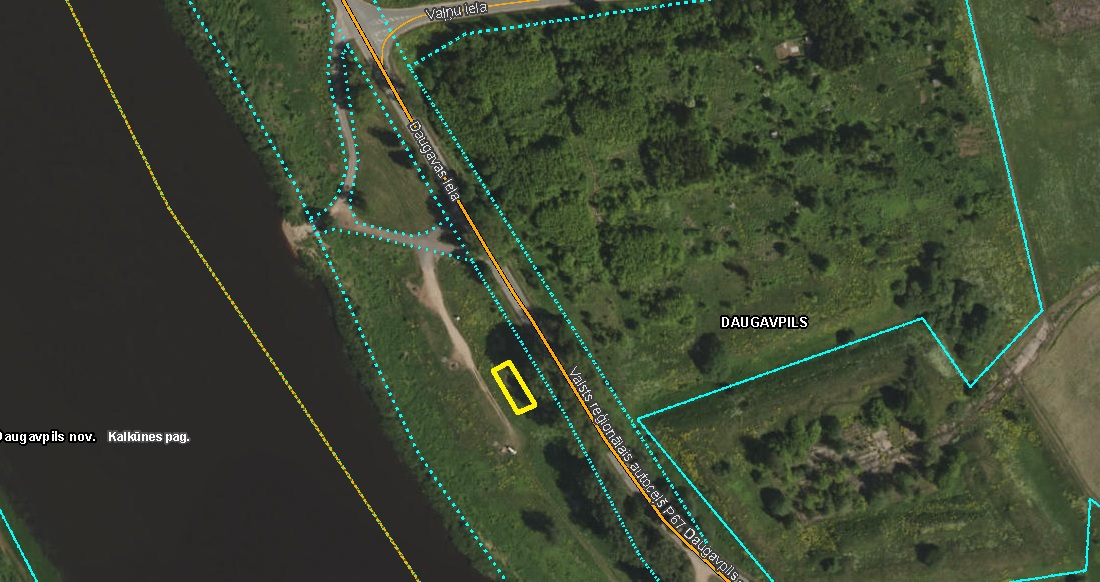 Vaļņu iela
Daugavas iela
DAUGAVPILS
Valsts reģionālais autoceļš P67 Daugavpils
Daugavpils nov. Kalkūnes pag.